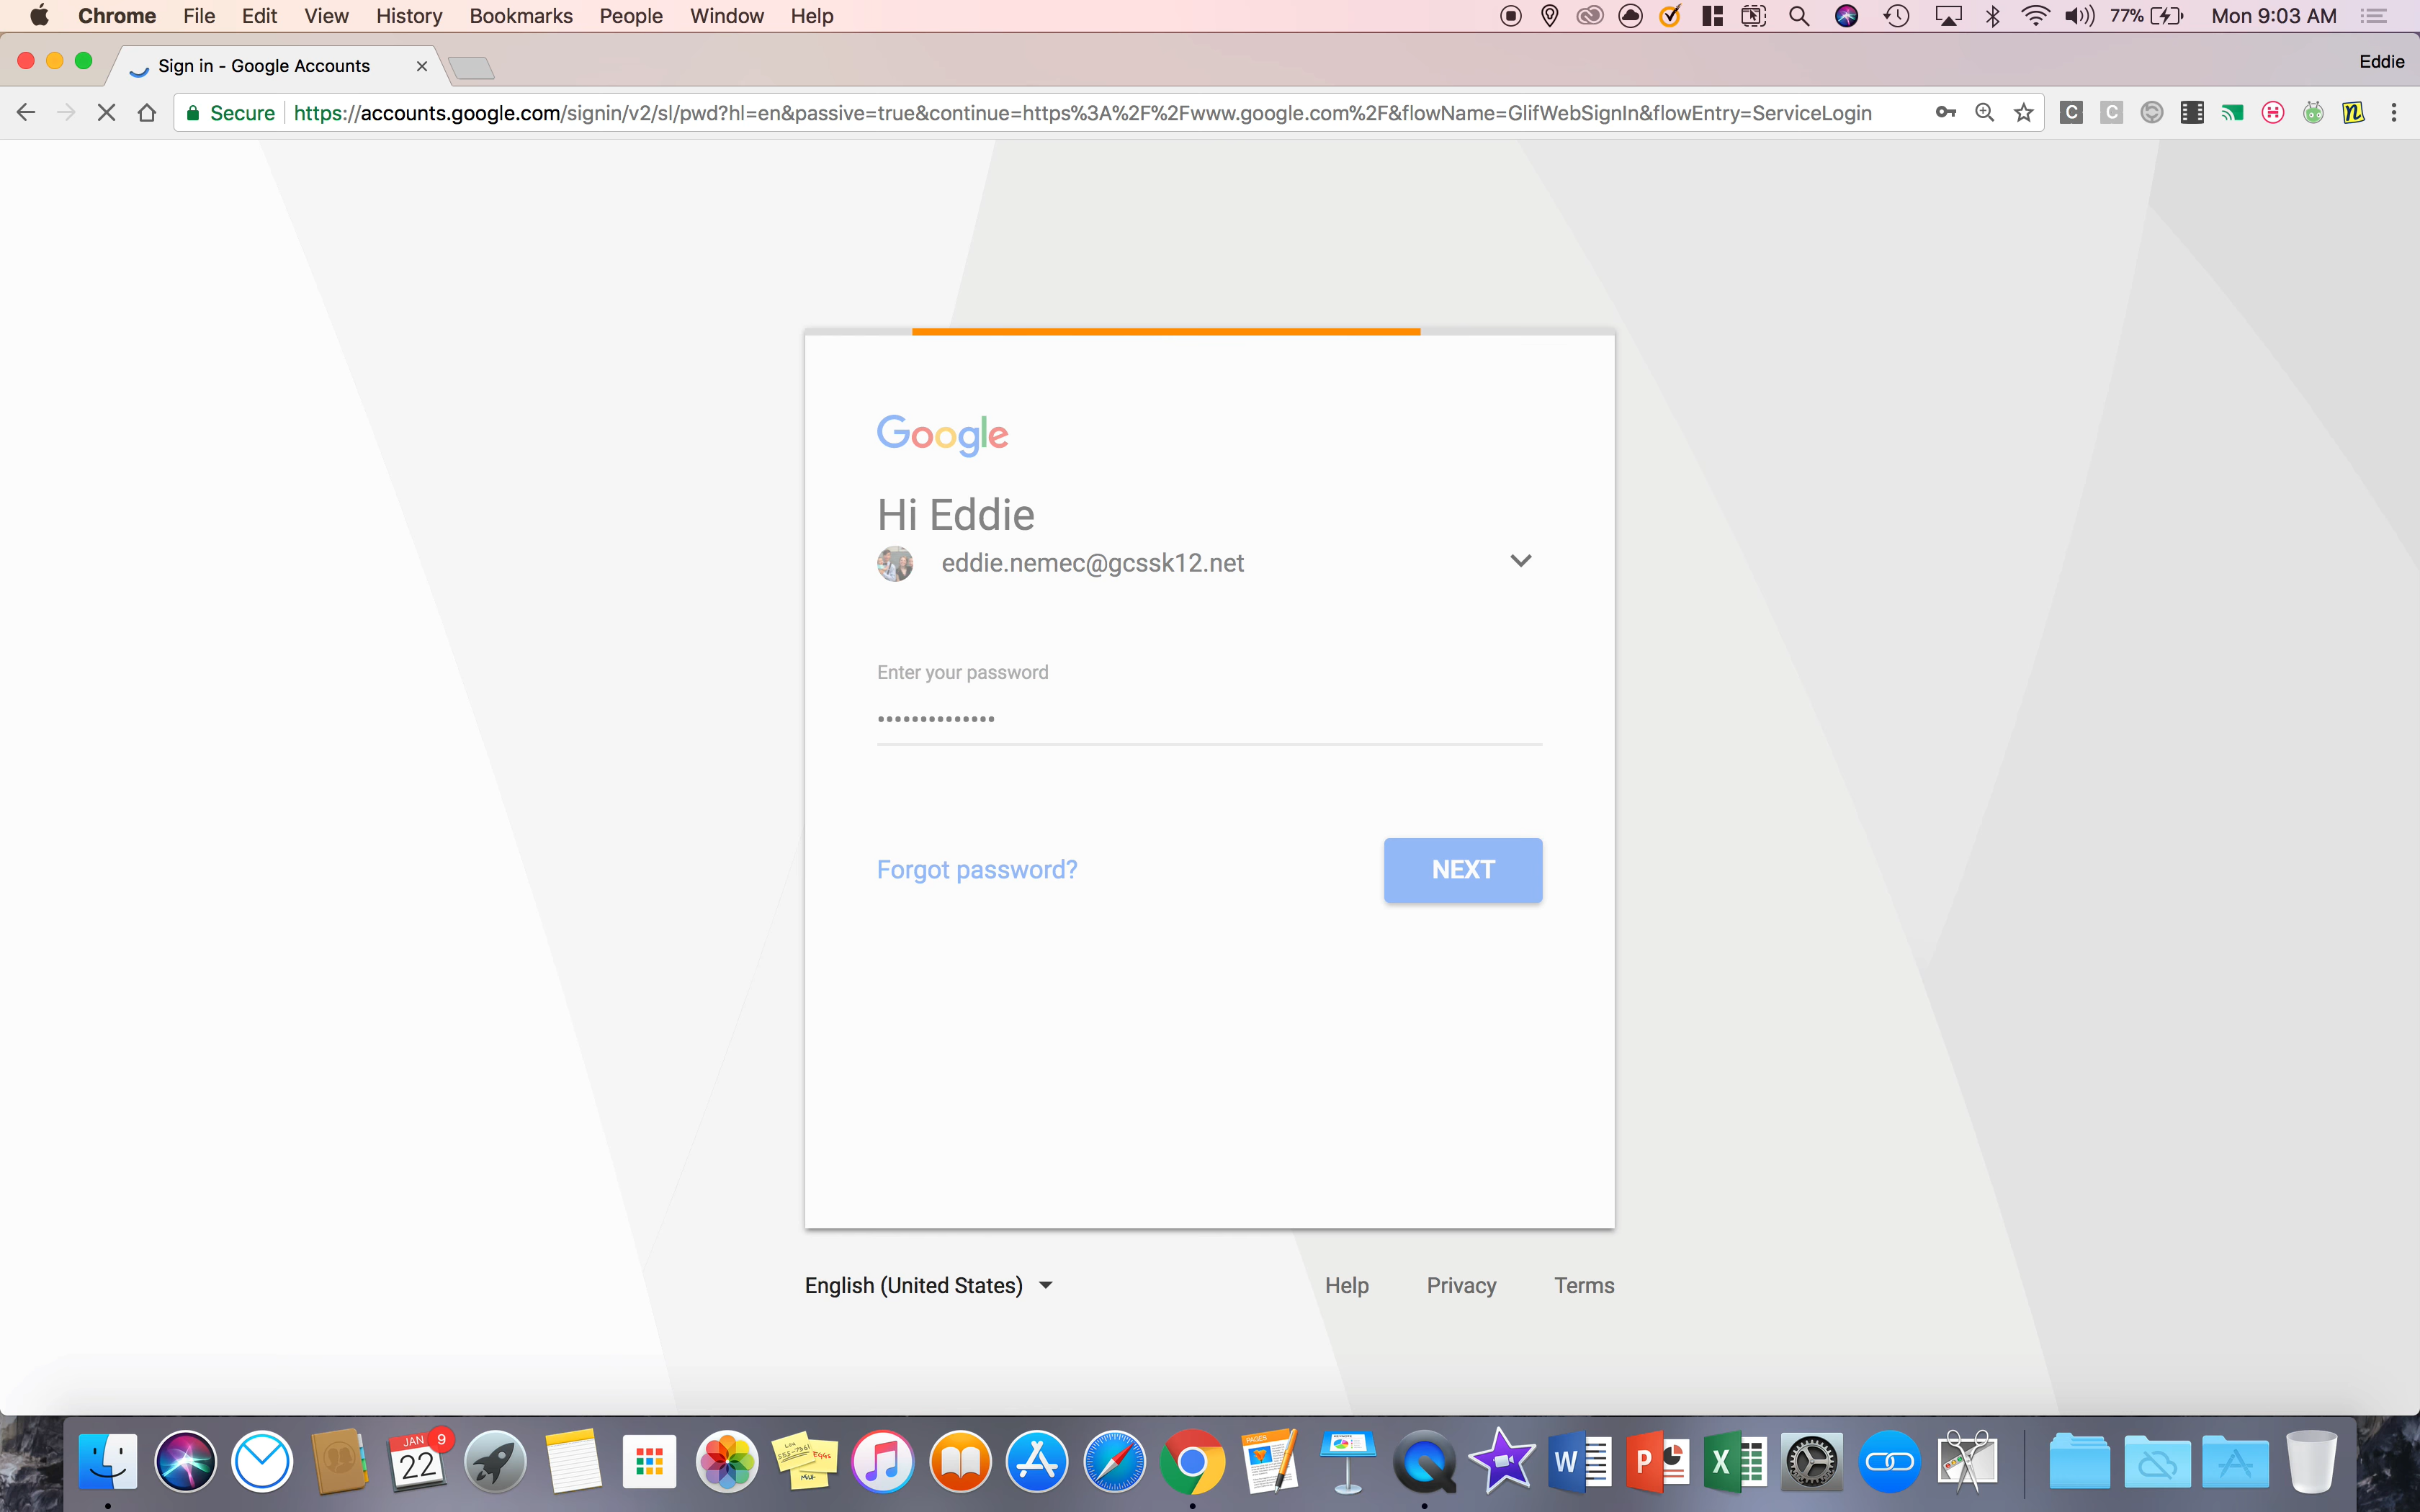 Chrome File Edit View History Bookmarks People Window Help 77% Mon 9:03 AM
Sign in - Google Accounts Eddie
Secure https://accounts.google.com/signin/v2/sl/pwd?hl=en&passive=true&continue=https%3A%2F%2Fwww.google.com%2F&flowName=GlifWebSignIn&flowEntry=ServiceLogin C C n
Google
Hi Eddie
eddie.nemec@gcssk12.net
Enter your password
••••••••••••••
Forgot password? NEXT
English (United States) Help Privacy Terms
JAN 9
22
EGGS
MILK
PAGES
W P X